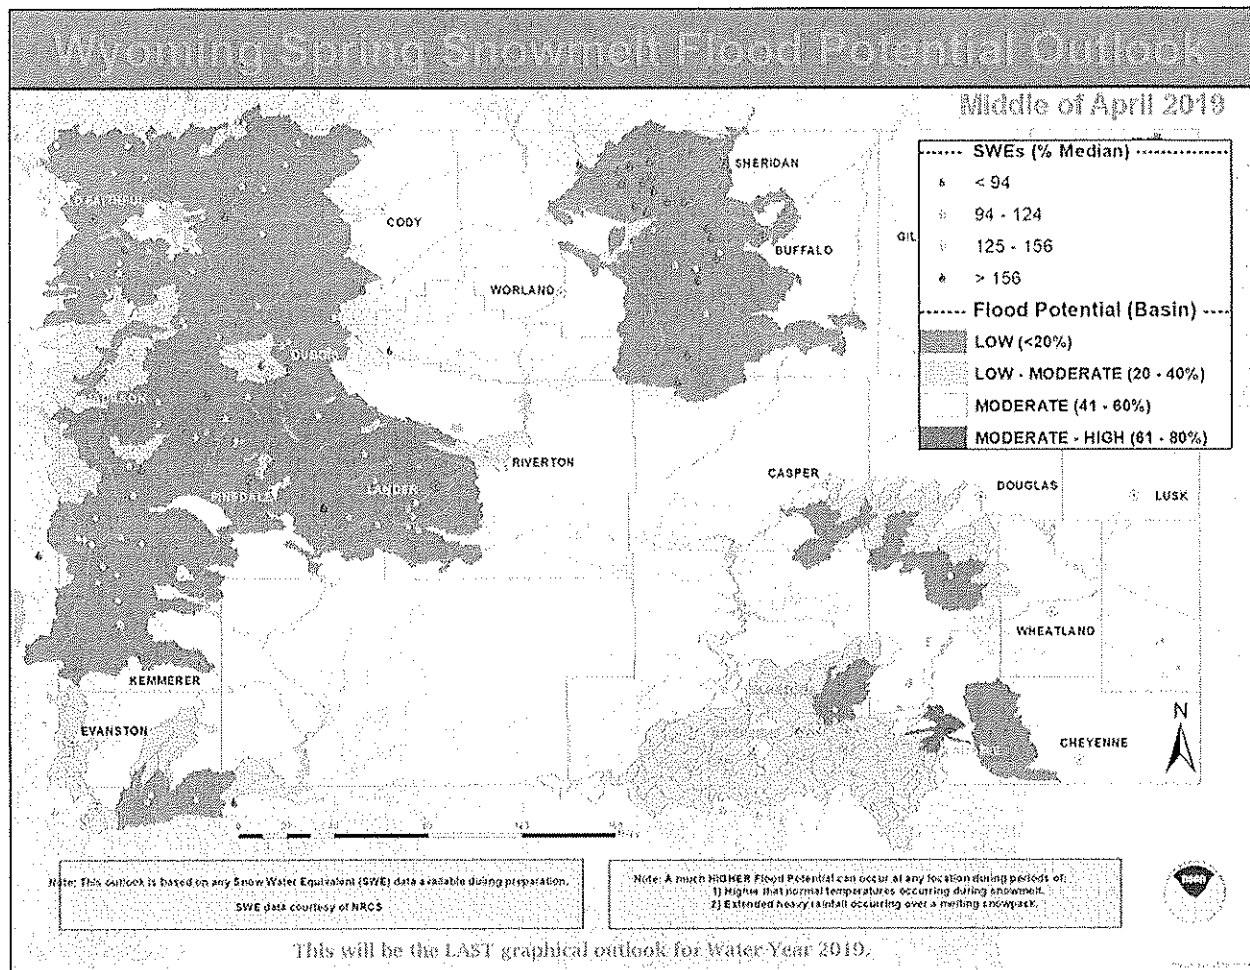 Wyoming Spring Snowmelt Flood Potential Outlook
Middle of April 2019
SWEs (% Median)
< 94
94 - 124
125 - 156
> 156
Flood Potential (Basin)
LOW (<20%)
LOW - MODERATE (20 - 40%)
MODERATE (41 - 60%)
MODERATE - HIGH (61 - 80%)
SHERIDAN
CODY
GIL
BUFFALO
WORLAND
DUBOIS
JACKSON
RIVERTON
CASPER
DOUGLAS
LUSK
PINEDALE
LANDER
WHEATLAND
KEMMERER
EVANSTON
CHEYENNE
N
Note: This outlook is based on any Snow Water Equivalent (SWE) data available during preparation.
SWE data courtesy of NRCS
Note: A much HIGHER Flood Potential can occur at any location during periods of:
1) Higher that normal temperatures occurring during snowmelt.
2) Extended heavy rainfall occurring over a melting snowpack.
This will be the LAST graphical outlook for Water Year 2019.